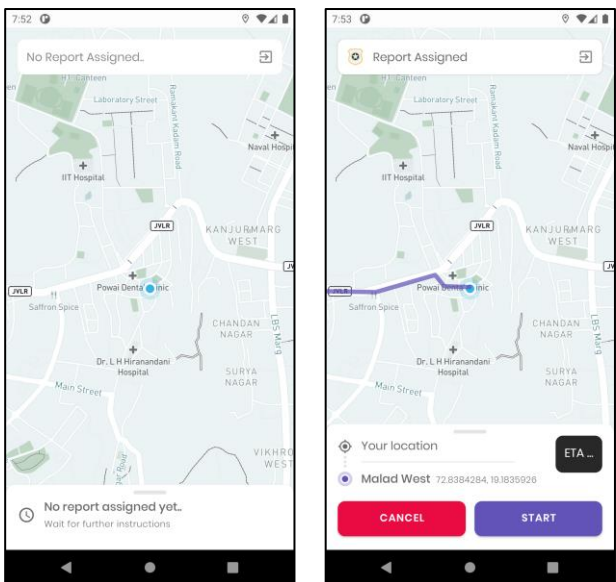 7:52
No Report Assigned..
IIT Canteen
Laboratory Street
Ramakant Kadam Road
Naval Hospi
IIT Hospital
JVLR
KANJURMARG
WEST
JVLR
Powai Dental Clinic
Saffron Spice
CHANDAN
NAGAR
LBS Marg
Dr. L H Hiranandani
Hospital
SURYA
NAGAR
Main Street
VIKHRO
WEST
No report assigned yet..
Wait for further instructions
7:53
Report Assigned
IIT Canteen
Laboratory Street
Ramakant Kadam Road
Naval Hospi
IIT Hospital
JVLR
KANJURMARG
WEST
JVLR
Powai Dental Clinic
Saffron Spice
CHANDAN
NAGAR
LBS Marg
Dr. L H Hiranandani
Hospital
SURYA
NAGAR
Main Street
Your location
ETA ...
Malad West 72.8384284, 19.1835926
CANCEL
START